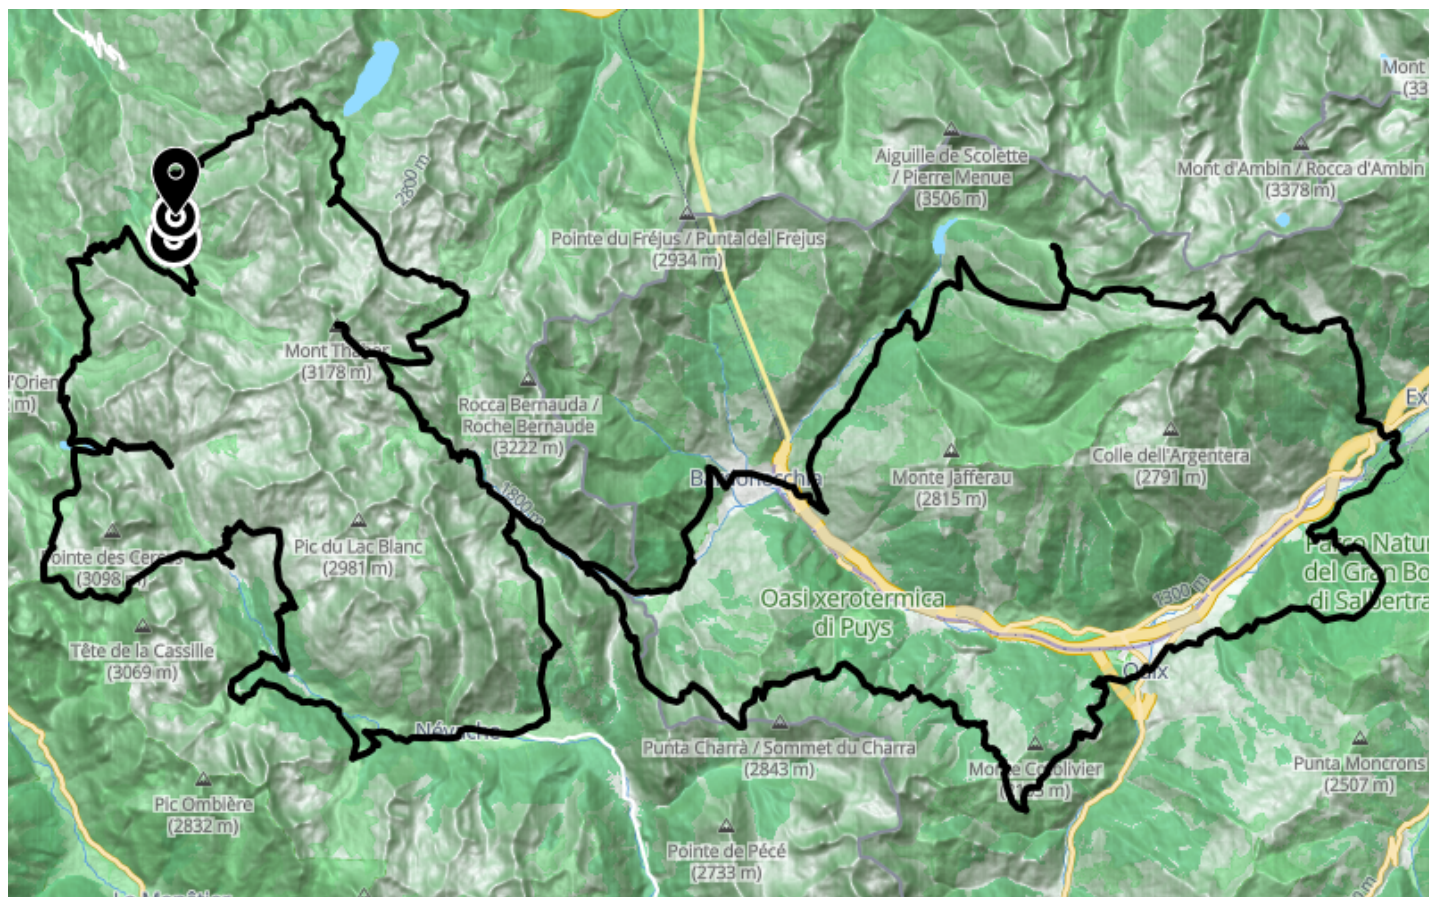 Mont
(33
Aiguille de Scolette
/ Pierre Menue
(3506 m)
Mont d'Ambin / Rocca d'Ambin
(3378 m)
2800 m
Pointe du Fréjus / Punta del Frejus
(2934 m)
Mont Thabor
(3178 m)
d'Orien
m)
Rocca Bernauda /
Roche Bernaude
(3222 m)
Ex
Monte Jafferau
(2815 m)
Colle dell'Argentera
(2791 m)
1800 m
Pointe des Cerces
(3098 m)
Pic du Lac Blanc
(2981 m)
Parco Natur
del Gran Bo
di Salbertra
1300 m
Oasi xerotermica
di Puys
Tête de la Cassille
(3069 m)
Oulx
Névache
Punta Charrà / Sommet du Charra
(2843 m)
Punta Moncrons
(2507 m)
Pic Ombière
(2832 m)
Pointe de Pécé
(2733 m)
m